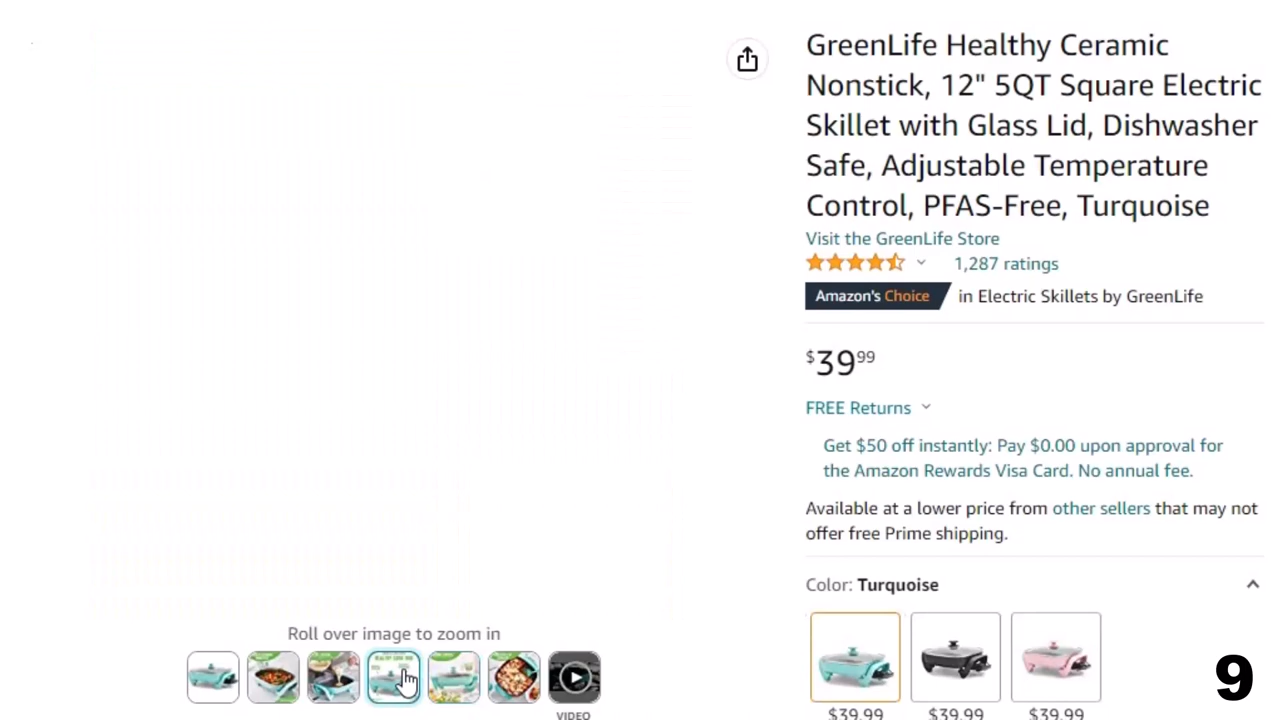 GreenLife Healthy Ceramic
Nonstick, 12" 5QT Square Electric
Skillet with Glass Lid, Dishwasher
Safe, Adjustable Temperature
Control, PFAS-Free, Turquoise
Visit the GreenLife Store
1,287 ratings
Amazon's Choice in Electric Skillets by GreenLife
$39 99
FREE Returns
Get $50 off instantly: Pay $0.00 upon approval for
the Amazon Rewards Visa Card. No annual fee.
Available at a lower price from other sellers that may not
offer free Prime shipping.
Color: Turquoise
$39.99 $39.99 $39.99
Roll over image to zoom in
VIDEO
9